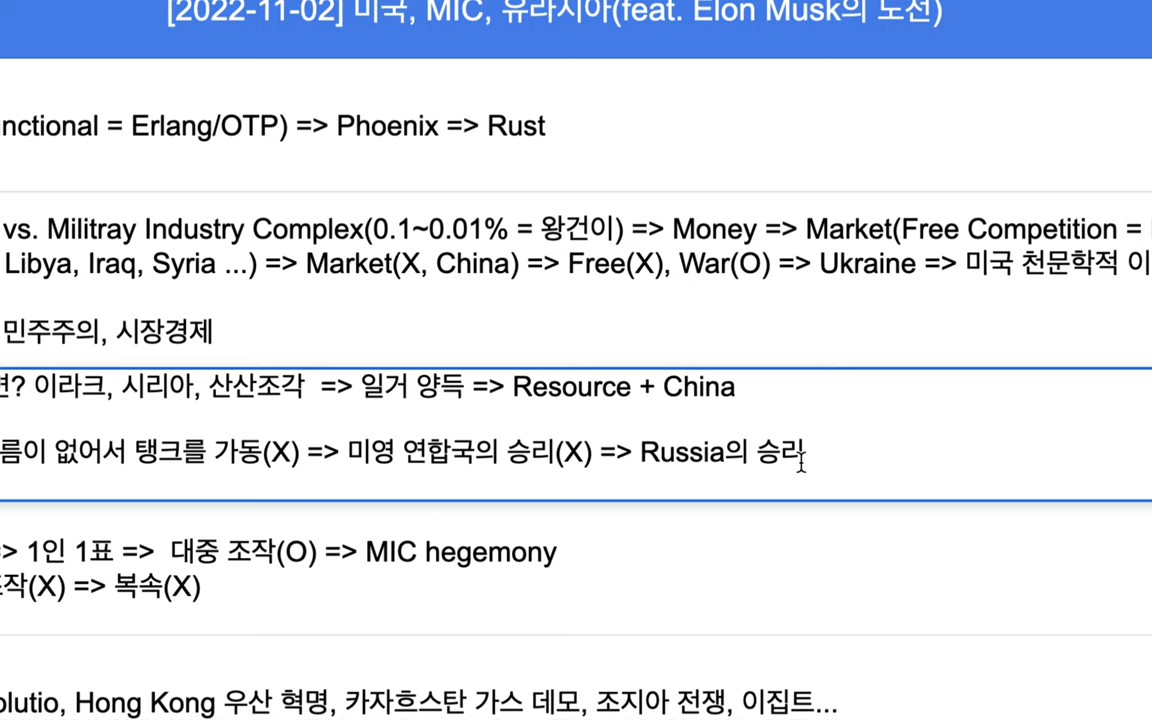 [2022-11-02] 미국, MIC, 유라시아(feat. Elon Musk의 도전)
nctional = Erlang/OTP) => Phoenix => Rust
vs. Militray Industry Complex(0.1~0.01% = 왕건이) => Money => Market(Free Competition =
Libya, Iraq, Syria ...) => Market(X, China) => Free(X), War(O) => Ukraine => 미국 천문학적 이
민주주의, 시장경제
? 이라크, 시리아, 산산조각 => 일거 양득 => Resource + China
름이 없어서 탱크를 가동(X) => 미영 연합국의 승리(X) => Russia의 승리
=> 1인 1표 => 대중 조작(O) => MIC hegemony
작(X) => 복속(X)
olutio, Hong Kong 우산 혁명, 카자흐스탄 가스 데모, 조지아 전쟁, 이집트...